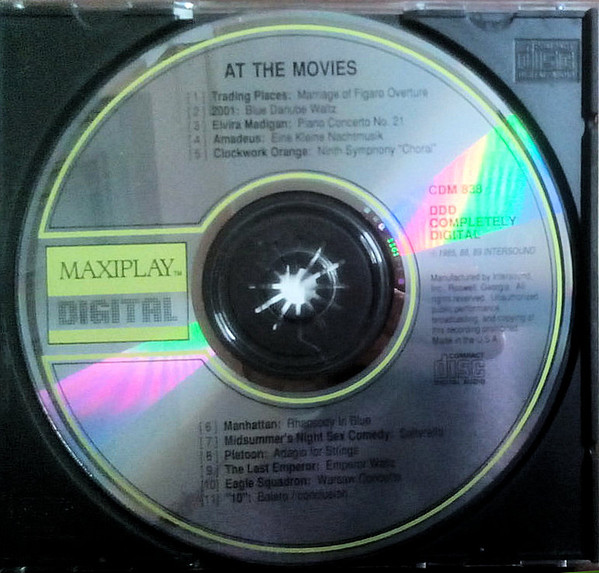 AT THE MOVIES
[1] Trading Places: Marriage of Figaro Overture
[2] 2001: Blue Danube Waltz
[3] Elvira Madigan: Piano Concerto No. 21
[4] Amadeus: Eine Kleine Nachtmusik
[5] Clockwork Orange: Ninth Symphony "Choral"
CDM 838
DDD
COMPLETELY
DIGITAL
MAXIPLAY™
DIGITAL
INTERSOUND
Manufactured by Intersound,
Inc. Roswell, Georgia. All
rights reserved. Unauthorized
public performance,
broadcasting, and copying of
this recording prohibited.
Made in the U.S.A.
COMPACT
disc
DIGITAL AUDIO
[6] Manhattan: Rhapsody in Blue
[7] Midsummer's Night Sex Comedy: Saltarello
[8] Platoon: Adagio for Strings
[9] The Last Emperor: Emperor Waltz
[10] Eagle Squadron: Warsaw Concerto
[11] "10": Bolero / conclusion